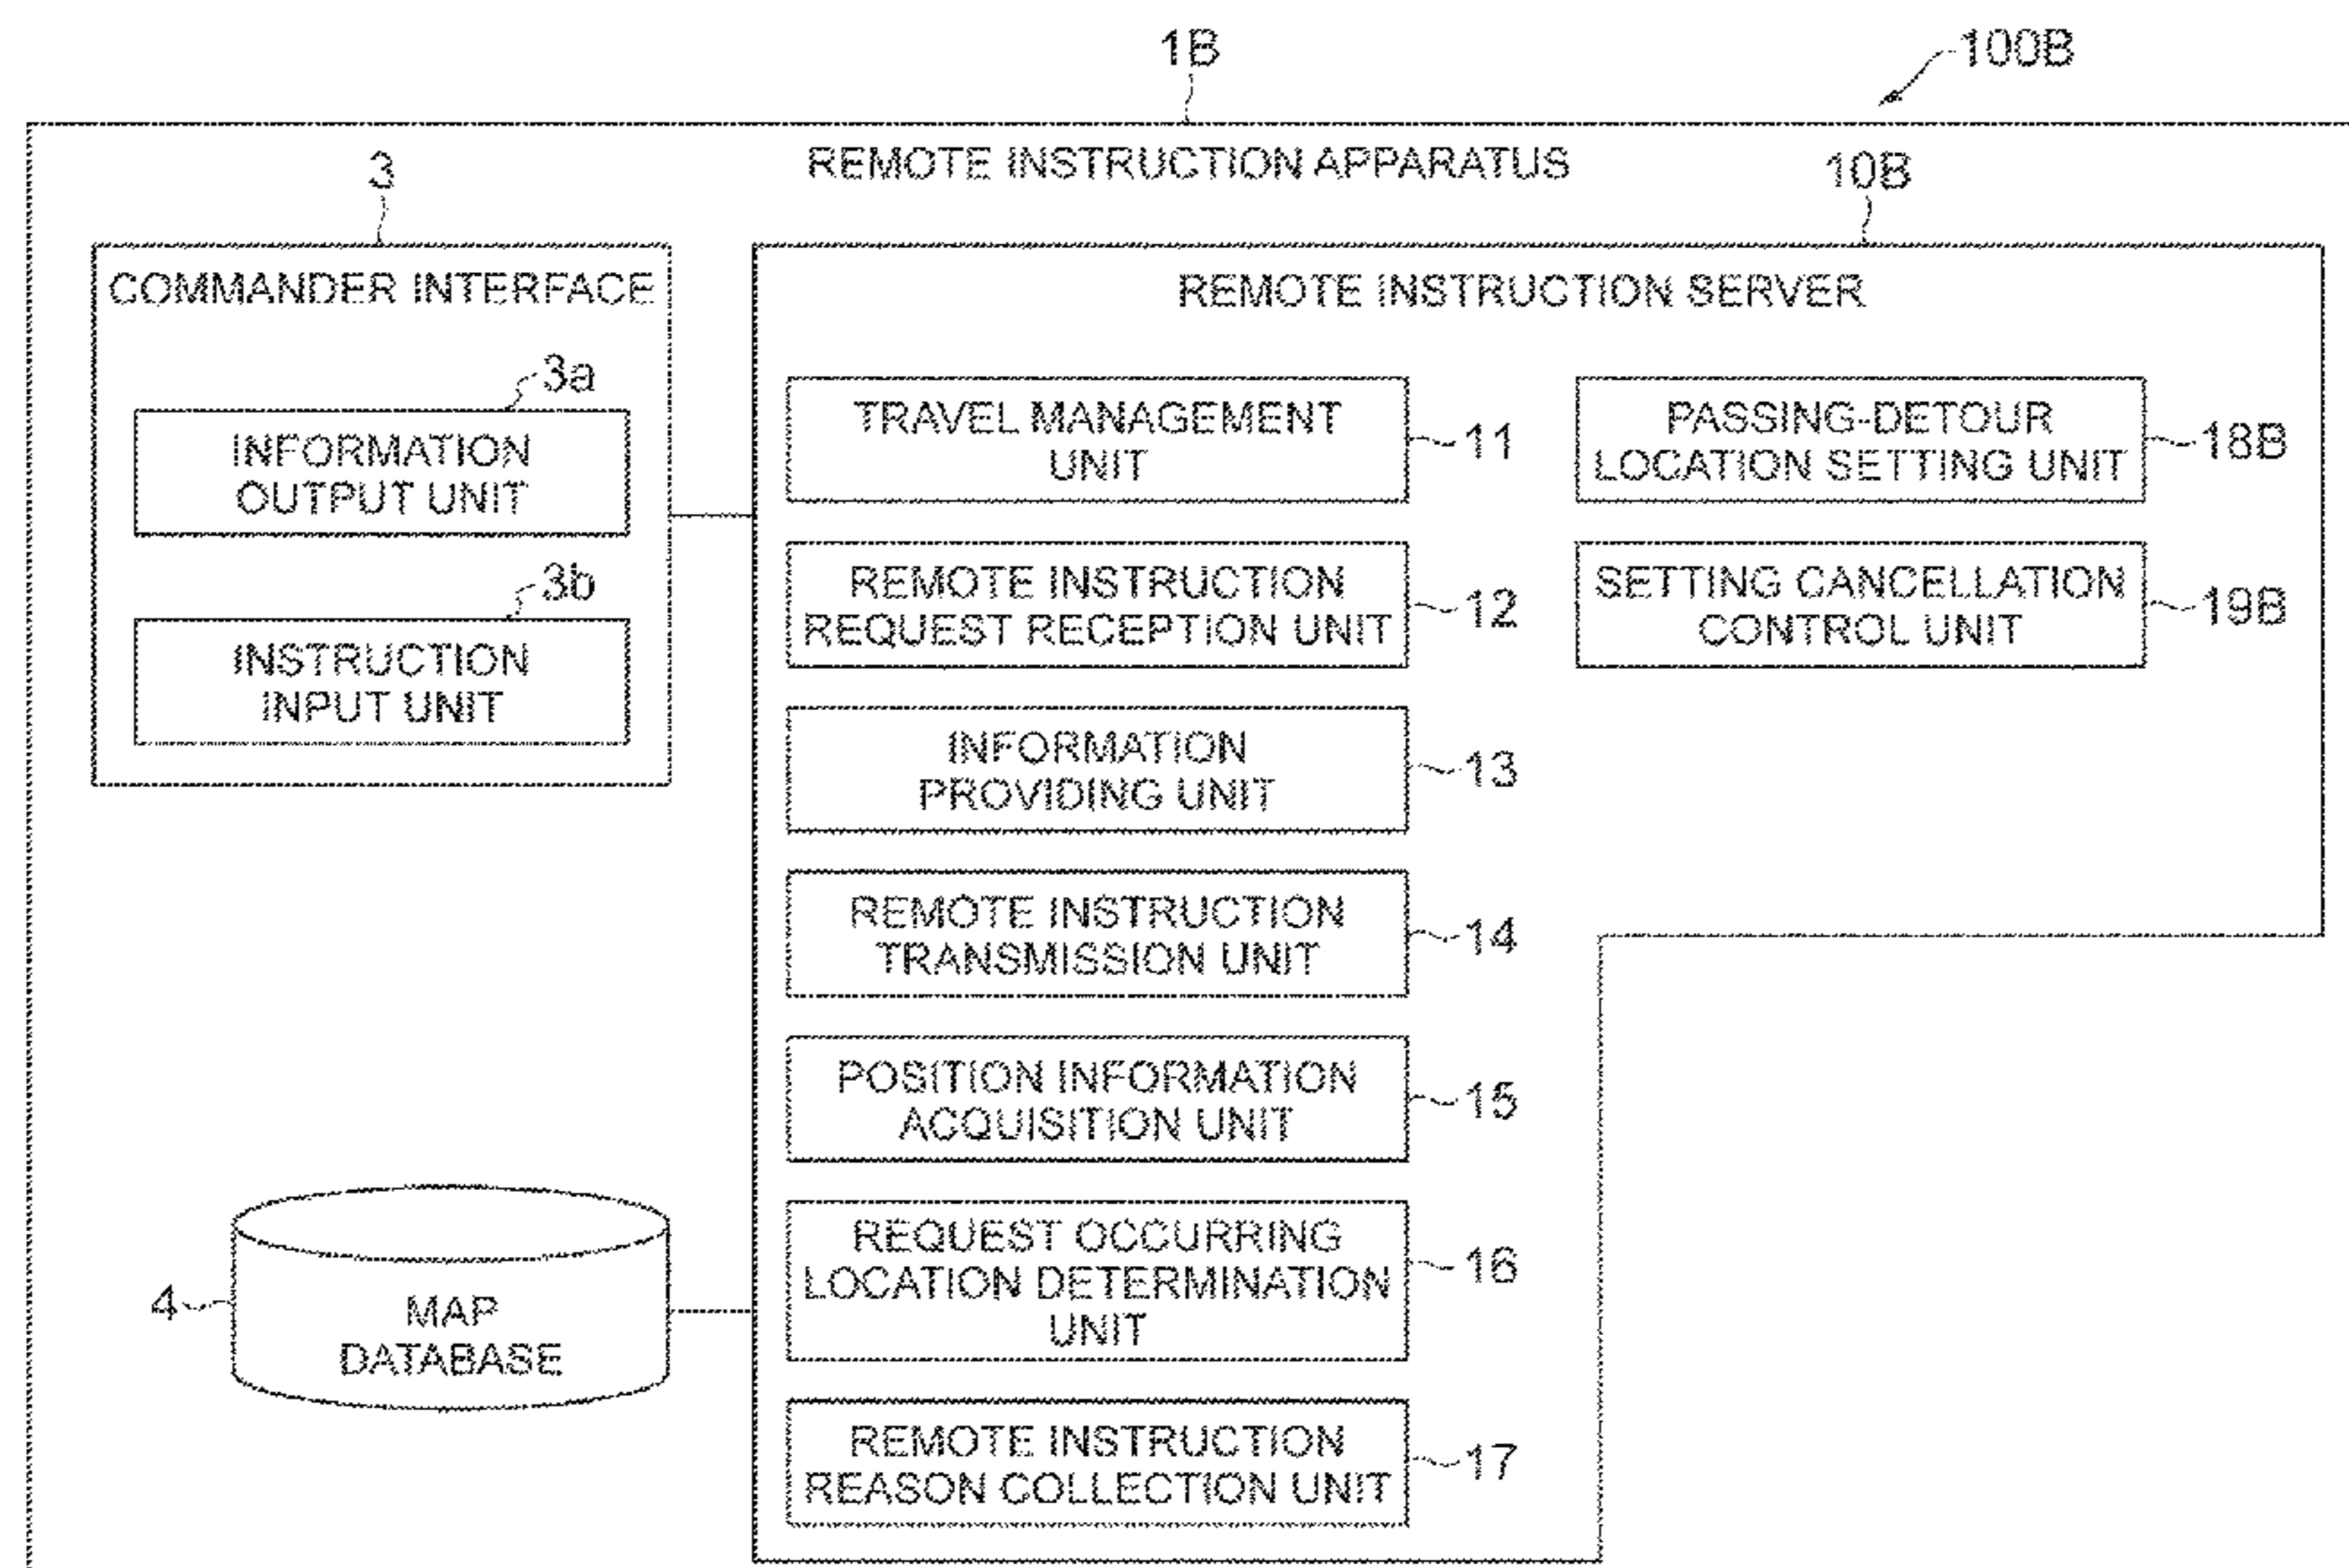 1B
100B
REMOTE INSTRUCTION APPARATUS
3
10B
COMMANDER INTERFACE
3a
INFORMATION
OUTPUT UNIT
3b
INSTRUCTION
INPUT UNIT
REMOTE INSTRUCTION SERVER
TRAVEL MANAGEMENT
UNIT
11
PASSING-DETOUR
LOCATION SETTING UNIT
18B
REMOTE INSTRUCTION
REQUEST RECEPTION UNIT
12
SETTING CANCELLATION
CONTROL UNIT
19B
INFORMATION
PROVIDING UNIT
13
REMOTE INSTRUCTION
TRANSMISSION UNIT
14
POSITION INFORMATION
ACQUISITION UNIT
15
REQUEST OCCURRING
LOCATION DETERMINATION
UNIT
16
REMOTE INSTRUCTION
REASON COLLECTION UNIT
17
4
MAP
DATABASE